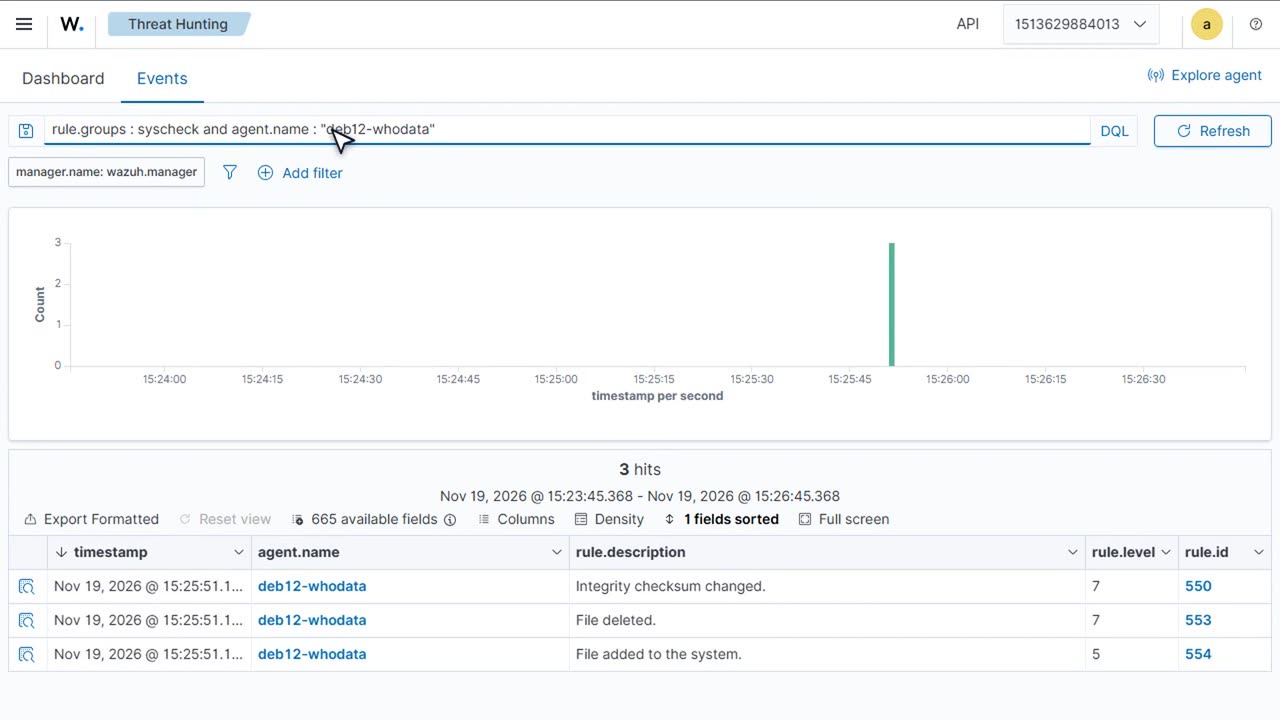 W. Threat Hunting API 1513629884013 a
Dashboard Events Explore agent
rule.groups : syscheck and agent.name : "deb12-whodata" DQL Refresh
manager.name: wazuh.manager Add filter
3
2
1
0
Count
15:24:00 15:24:15 15:24:30 15:24:45 15:25:00 15:25:15 15:25:30 15:25:45 15:26:00 15:26:15 15:26:30
timestamp per second
3 hits
Nov 19, 2026 @ 15:23:45.368 - Nov 19, 2026 @ 15:26:45.368
Export Formatted Reset view 665 available fields Columns Density 1 fields sorted Full screen
timestamp agent.name rule.description rule.level rule.id
Nov 19, 2026 @ 15:25:51.1... deb12-whodata Integrity checksum changed. 7 550
Nov 19, 2026 @ 15:25:51.1... deb12-whodata File deleted. 7 553
Nov 19, 2026 @ 15:25:51.1... deb12-whodata File added to the system. 5 554